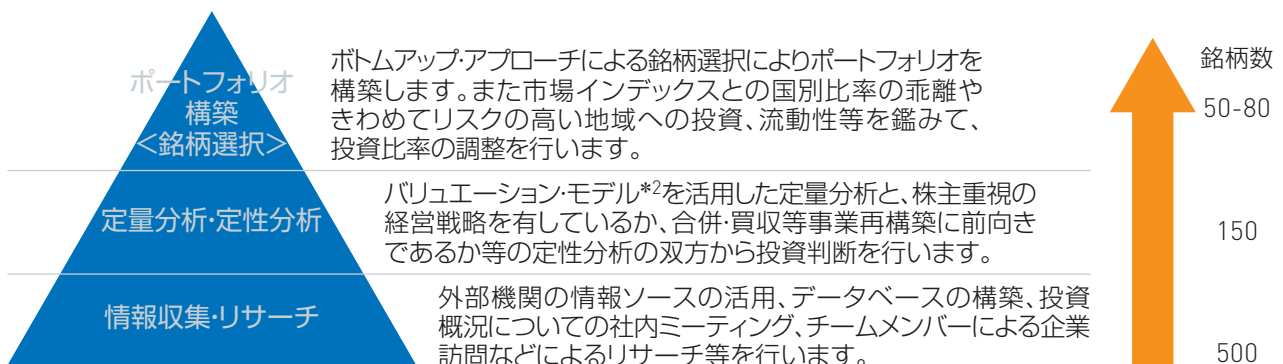 ポートフォリオ
構築
<銘柄選択>
ボトムアップ・アプローチによる銘柄選択によりポートフォリオを
構築します。また市場インデックスとの国別比率の乖離や
きわめてリスクの高い地域への投資、流動性等を鑑みて、
投資比率の調整を行います。
銘柄数
50-80
定量分析・定性分析
バリュエーション・モデル*2を活用した定量分析と、株主重視の
経営戦略を有しているか、合併・買収等事業再構築に前向き
であるか等の定性分析の双方から投資判断を行います。
150
情報収集・リサーチ
外部機関の情報ソースの活用、データベースの構築、投資
概況についての社内ミーティング、チームメンバーによる企業
訪問などによるリサーチ等を行います。
500